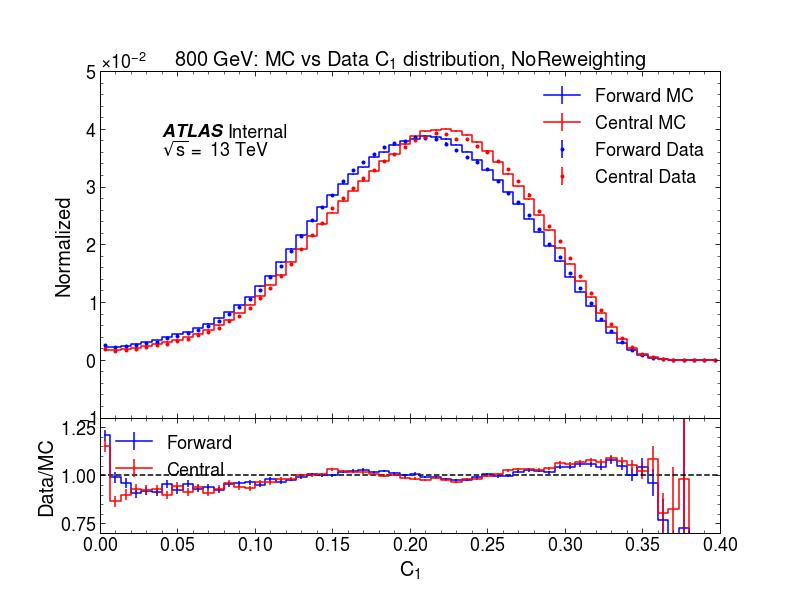 ×10⁻² 800 GeV: MC vs Data C₁ distribution, NoReweighting
5
4
3
2
1
0
−1
Normalized
ATLAS Internal
√s = 13 TeV
Forward MC
Central MC
Forward Data
Central Data
1.25
1.00
0.75
Data/MC
Forward
Central
0.00 0.05 0.10 0.15 0.20 0.25 0.30 0.35 0.40
C₁